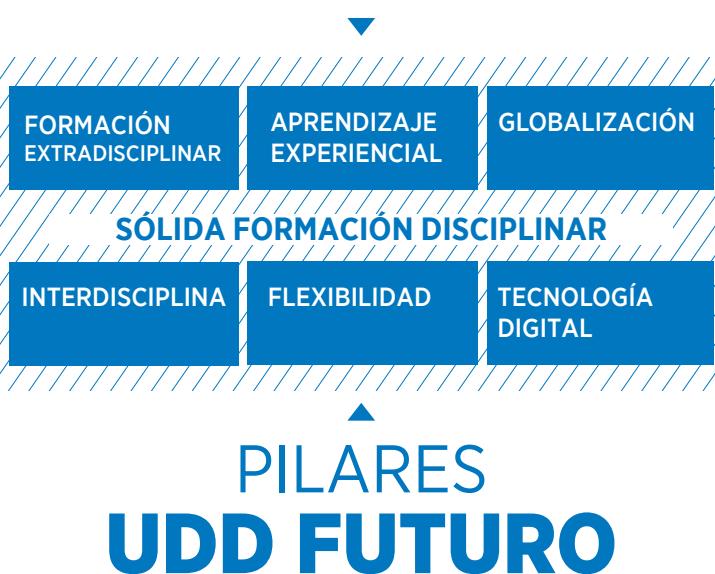 FORMACIÓN
EXTRADISCIPLINAR
APRENDIZAJE
EXPERIENCIAL
GLOBALIZACIÓN
SÓLIDA FORMACIÓN DISCIPLINAR
INTERDISCIPLINA
FLEXIBILIDAD
TECNOLOGÍA
DIGITAL
PILARES
UDD FUTURO